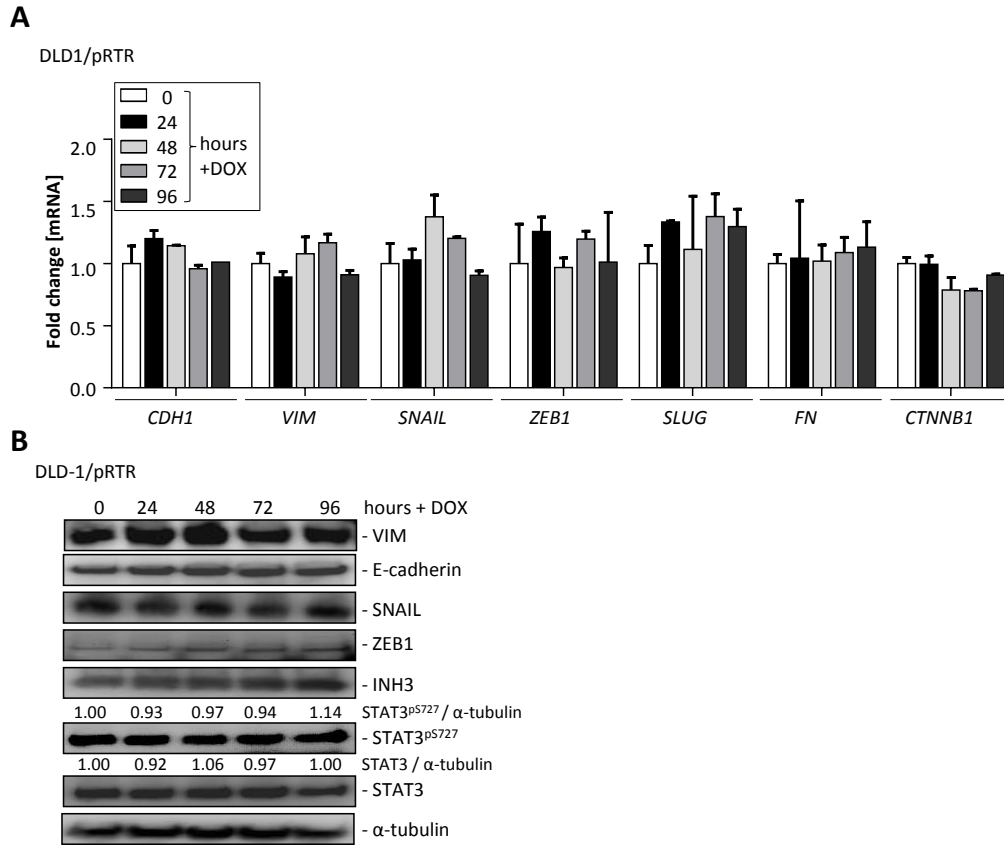 A
DLD1/pRTR
0
24
48
72
96
hours
+DOX
Fold change [mRNA]
2.0
1.5
1.0
0.5
0.0
CDH1 VIM SNAIL ZEB1 SLUG FN CTNNB1
B
DLD-1/pRTR
0 24 48 72 96 hours + DOX
- VIM
- E-cadherin
- SNAIL
- ZEB1
- INH3
1.00 0.93 0.97 0.94 1.14 STAT3pS727 / α-tubulin
- STAT3pS727
1.00 0.92 1.06 0.97 1.00 STAT3 / α-tubulin
- STAT3
- α-tubulin